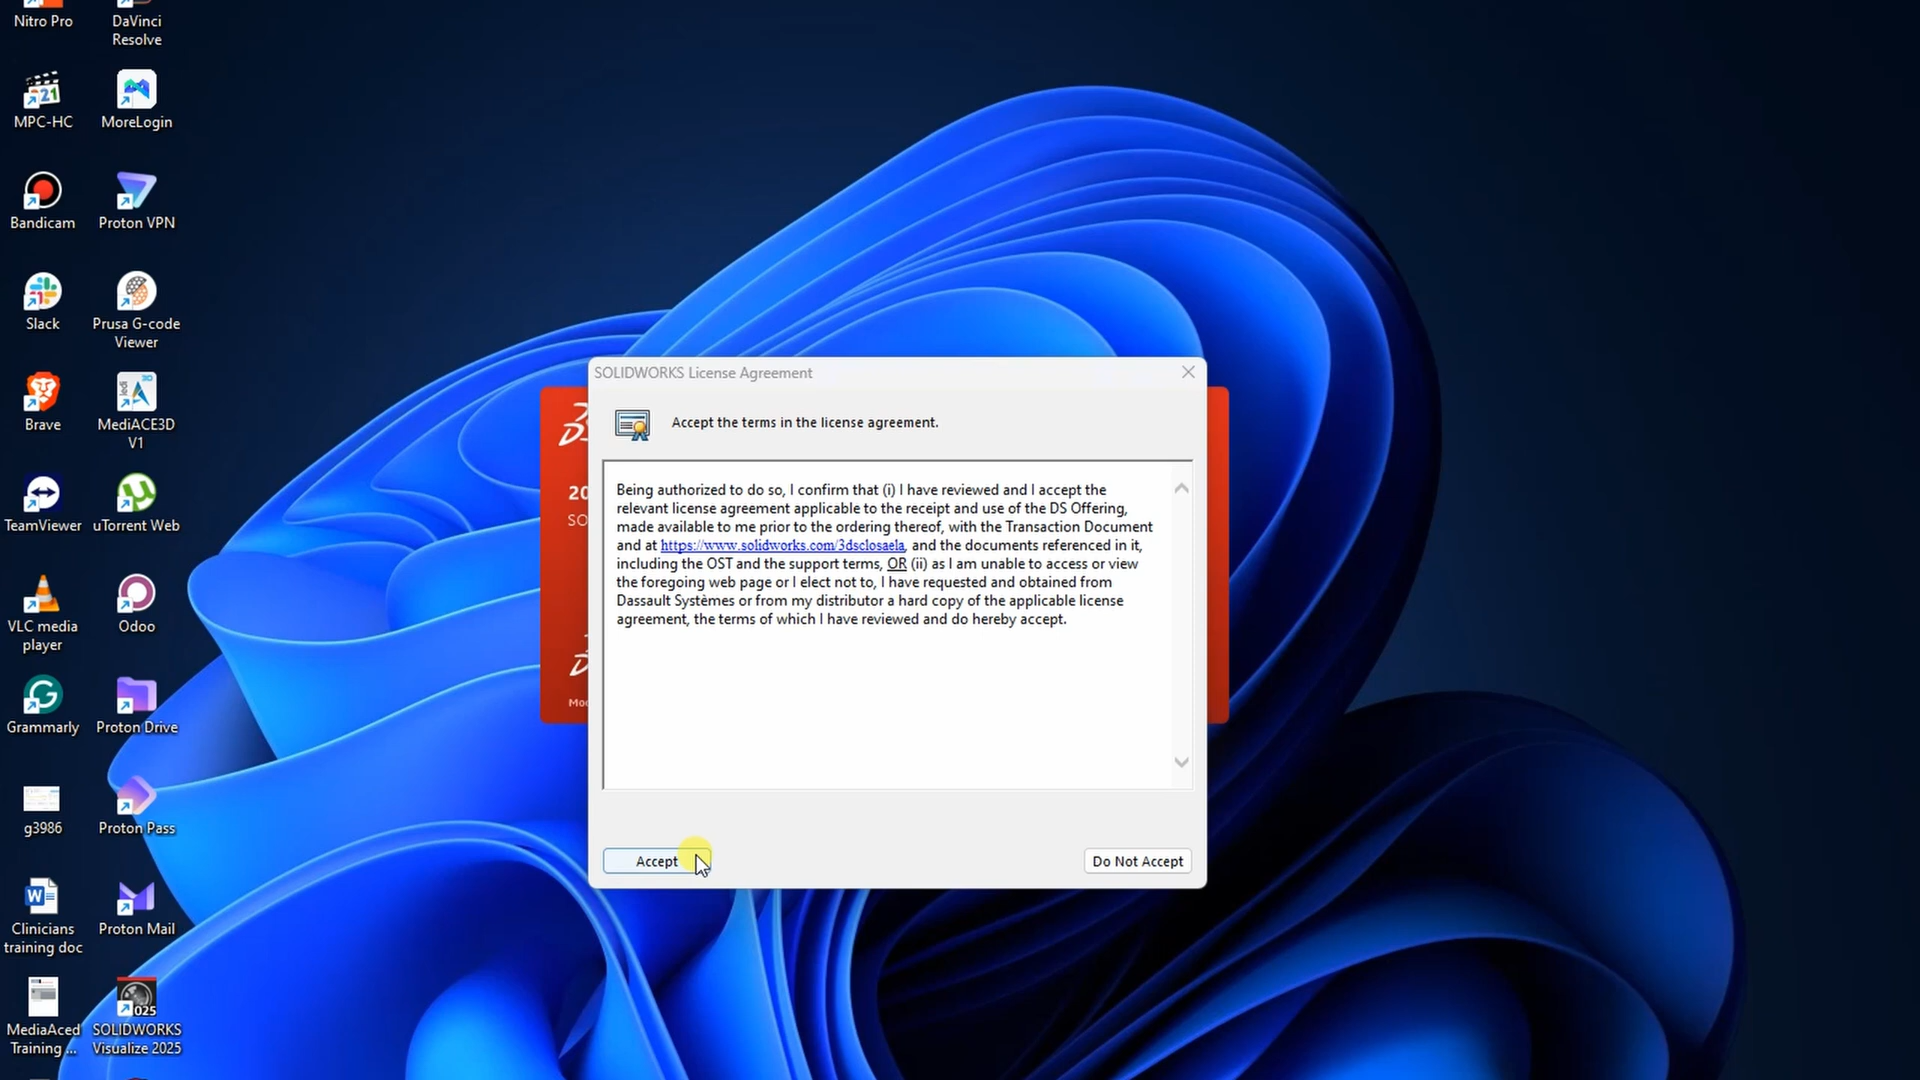 Nitro Pro
DaVinci
Resolve
MPC-HC
MoreLogin
Bandicam
Proton VPN
Slack
Prusa G-code
Viewer
Brave
MediACE3D
V1
TeamViewer
uTorrent Web
VLC media
player
Odoo
Grammarly
Proton Drive
g3986
Proton Pass
Clinicians
training doc
Proton Mail
MediaAced
Training ...
SOLIDWORKS
Visualize 2025
321
3D
025
20
SO
Mod
SOLIDWORKS License Agreement
Accept the terms in the license agreement.
Being authorized to do so, I confirm that (i) I have reviewed and I accept the
relevant license agreement applicable to the receipt and use of the DS Offering,
made available to me prior to the ordering thereof, with the Transaction Document
and at https://www.solidworks.com/3dsclosaela, and the documents referenced in it,
including the OST and the support terms, OR (ii) as I am unable to access or view
the foregoing web page or I elect not to, I have requested and obtained from
Dassault Systèmes or from my distributor a hard copy of the applicable license
agreement, the terms of which I have reviewed and do hereby accept.
Accept
Do Not Accept